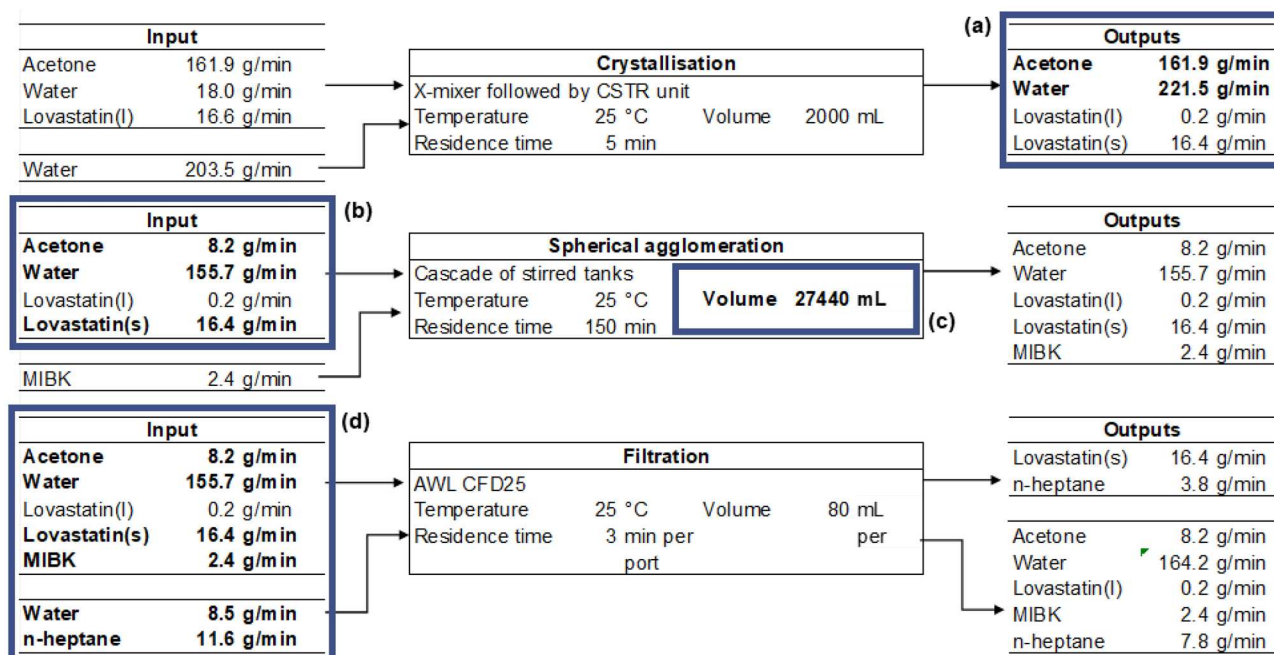 (a)
Input
Acetone 161.9 g/min
Water 18.0 g/min
Lovastatin(l) 16.6 g/min
Water 203.5 g/min
Crystallisation
X-mixer followed by CSTR unit
Temperature 25 °C Volume 2000 mL
Residence time 5 min
Outputs
Acetone 161.9 g/min
Water 221.5 g/min
Lovastatin(l) 0.2 g/min
Lovastatin(s) 16.4 g/min
(b)
Input
Acetone 8.2 g/min
Water 155.7 g/min
Lovastatin(l) 0.2 g/min
Lovastatin(s) 16.4 g/min
MIBK 2.4 g/min
Spherical agglomeration
Cascade of stirred tanks
Temperature 25 °C Volume 27440 mL
Residence time 150 min
(c)
Outputs
Acetone 8.2 g/min
Water 155.7 g/min
Lovastatin(l) 0.2 g/min
Lovastatin(s) 16.4 g/min
MIBK 2.4 g/min
(d)
Input
Acetone 8.2 g/min
Water 155.7 g/min
Lovastatin(l) 0.2 g/min
Lovastatin(s) 16.4 g/min
MIBK 2.4 g/min
Water 8.5 g/min
n-heptane 11.6 g/min
Filtration
AWL CFD25
Temperature 25 °C Volume 80 mL
Residence time 3 min per per
port
Outputs
Lovastatin(s) 16.4 g/min
n-heptane 3.8 g/min
Acetone 8.2 g/min
Water 164.2 g/min
Lovastatin(l) 0.2 g/min
MIBK 2.4 g/min
n-heptane 7.8 g/min